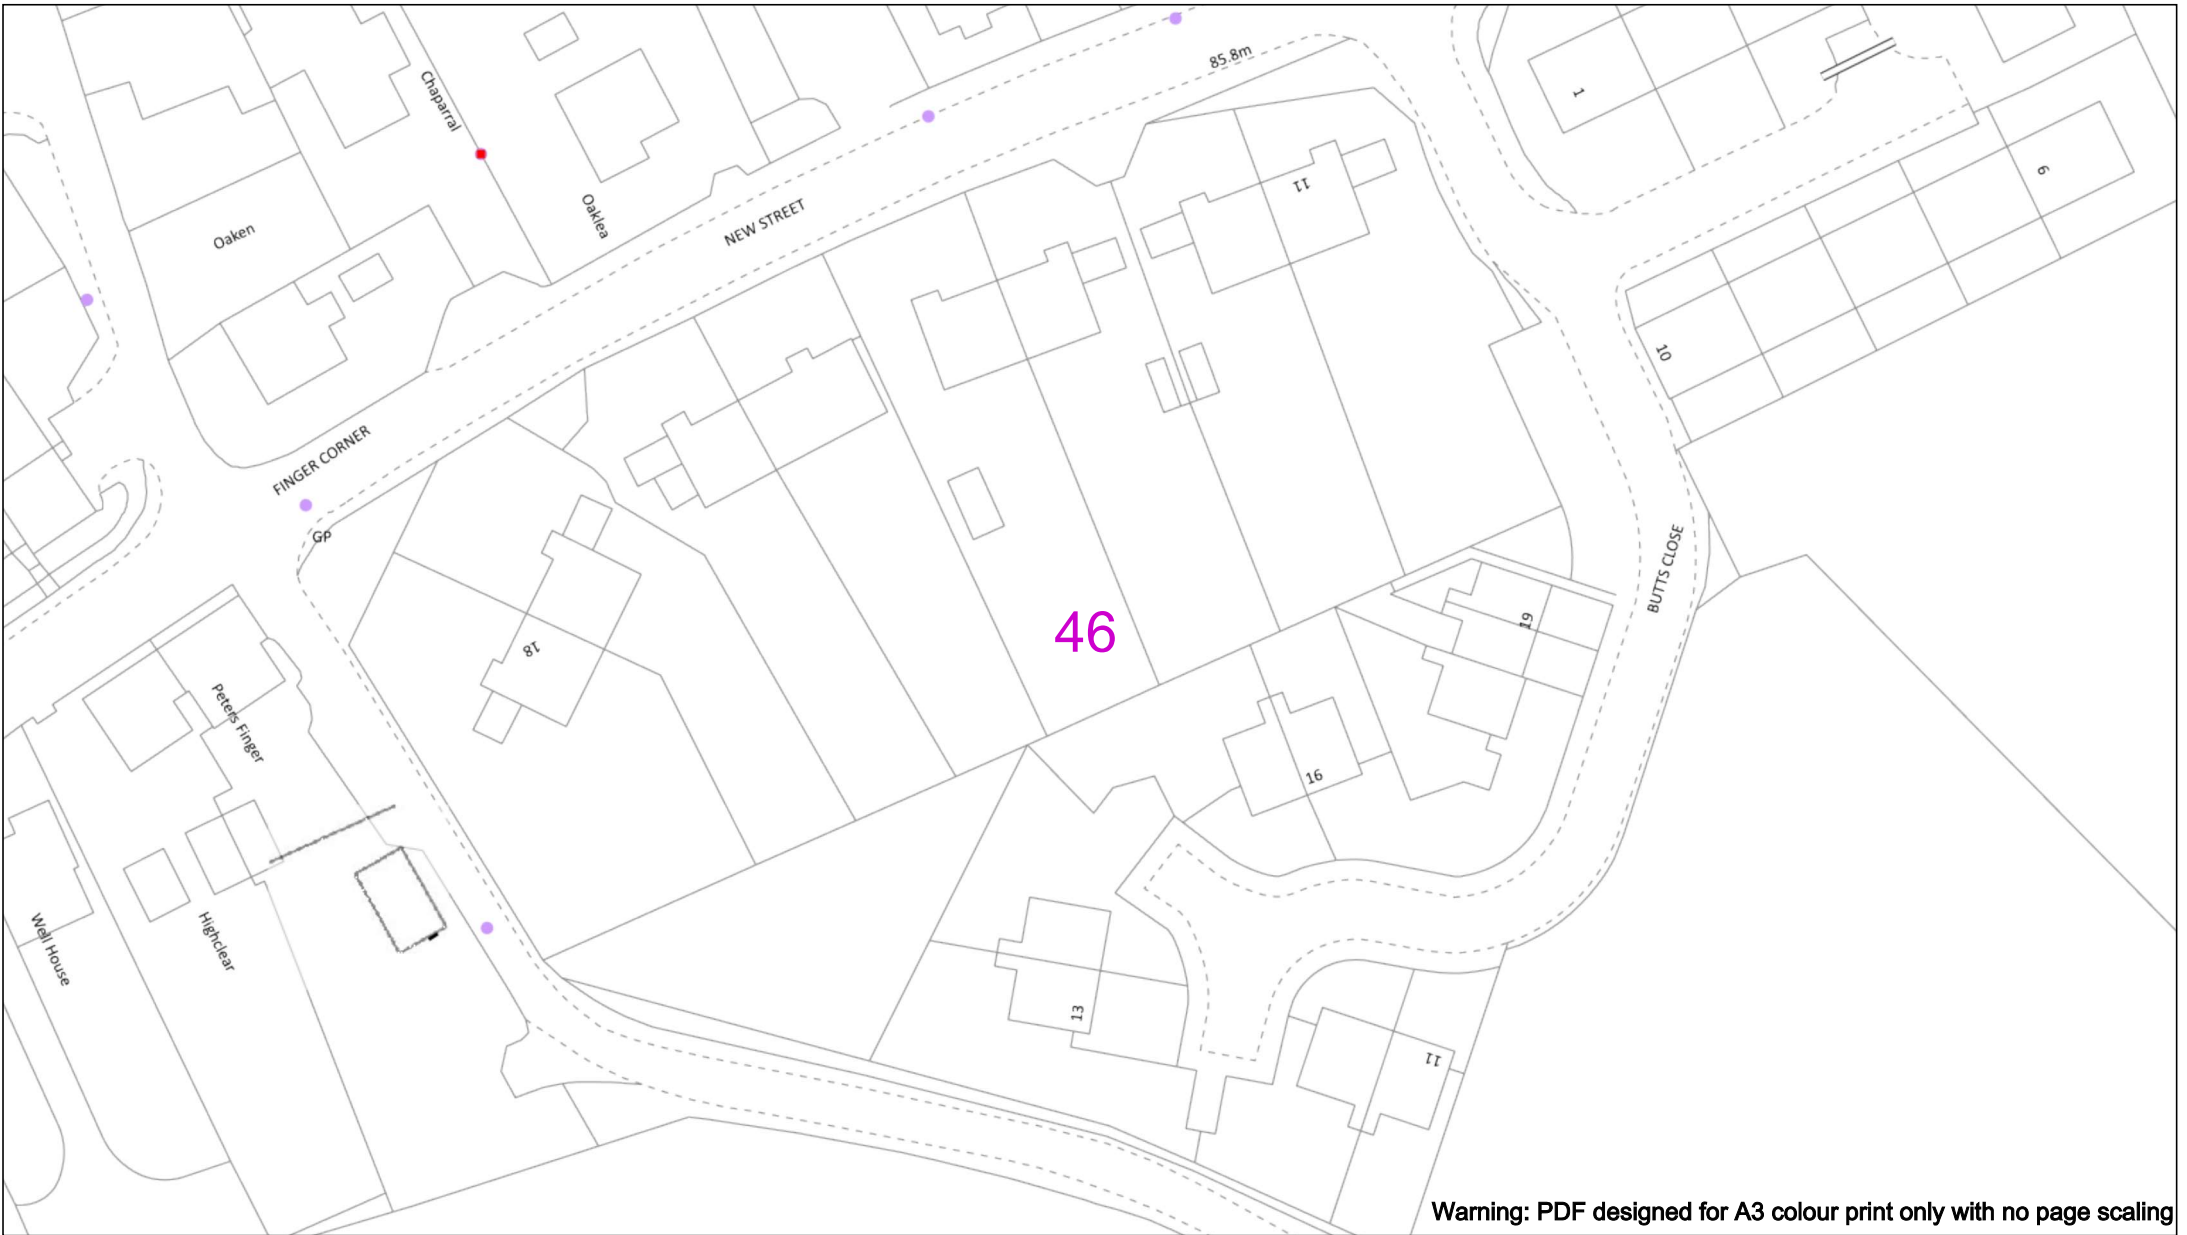 85.8m
1
Chaparral
6
11
Oaklea
NEW STREET
Oaken
10
FINGER CORNER
GP
BUTTS CLOSE
19
46
18
Peters Finger
16
Highclear
Well House
13
11
Warning: PDF designed for A3 colour print only with no page scaling